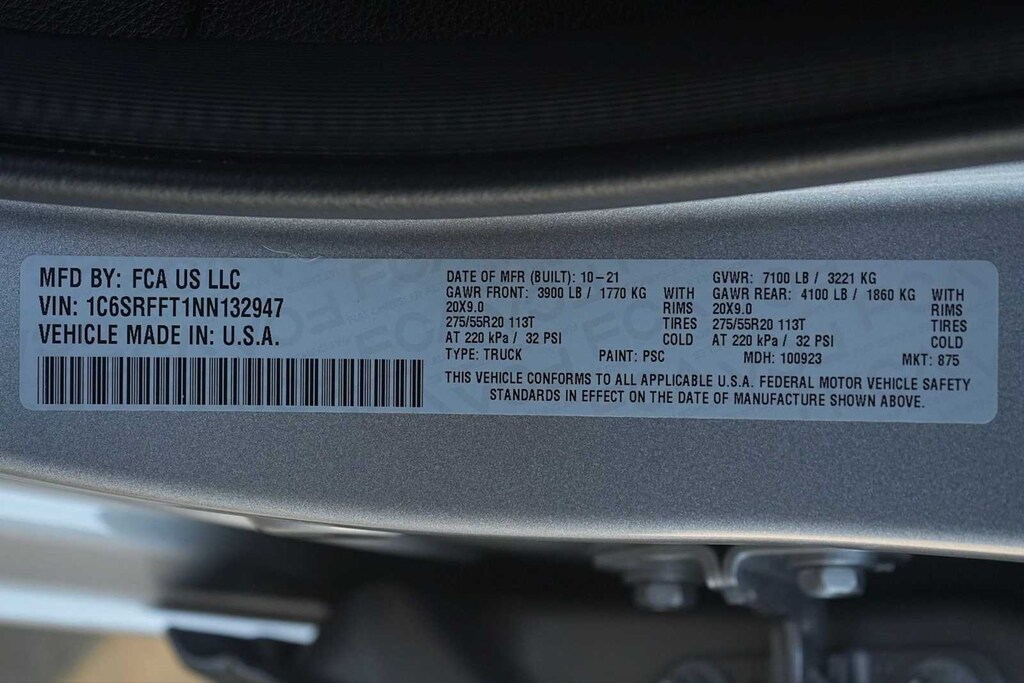 MFD BY: FCA US LLC
VIN: 1C6SRFFT1NN132947
VEHICLE MADE IN: U.S.A.
DATE OF MFR (BUILT): 10-21
GAWR FRONT: 3900 LB / 1770 KG WITH
20X9.0 RIMS
275/55R20 113T TIRES
AT 220 kPa / 32 PSI COLD
GVWR: 7100 LB / 3221 KG
GAWR REAR: 4100 LB / 1860 KG WITH
20X9.0 RIMS
275/55R20 113T TIRES
AT 220 kPa / 32 PSI COLD
TYPE: TRUCK PAINT: PSC MDH: 100923 MKT: 875
THIS VEHICLE CONFORMS TO ALL APPLICABLE U.S.A. FEDERAL MOTOR VEHICLE SAFETY
STANDARDS IN EFFECT ON THE DATE OF MANUFACTURE SHOWN ABOVE.